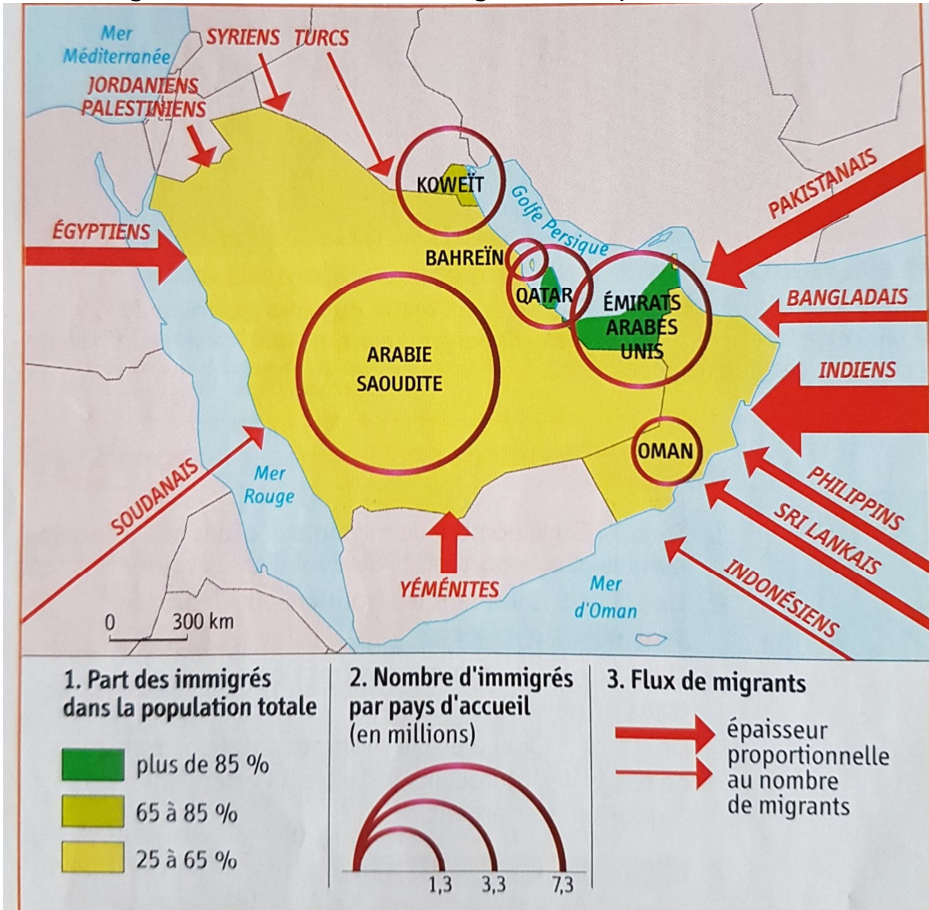 Mer
Méditerranée
SYRIENS
TURCS
JORDANIENS
PALESTINIENS
KOWEÏT
Golfe Persique
PAKISTANAIS
ÉGYPTIENS
BAHREÏN
QATAR
ÉMIRATS
ARABES
UNIS
BANGLADAIS
ARABIE
SAOUDITE
INDIENS
OMAN
SOUDANAIS
Mer
Rouge
PHILIPPINS
SRI LANKAIS
INDONÉSIENS
YÉMÉNITES
Mer
d'Oman
0 300 km
1. Part des immigrés
dans la population totale
plus de 85 %
65 à 85 %
25 à 65 %
2. Nombre d'immigrés
par pays d'accueil
(en millions)
1,3 3,3 7,3
3. Flux de migrants
épaisseur
proportionnelle
au nombre
de migrants